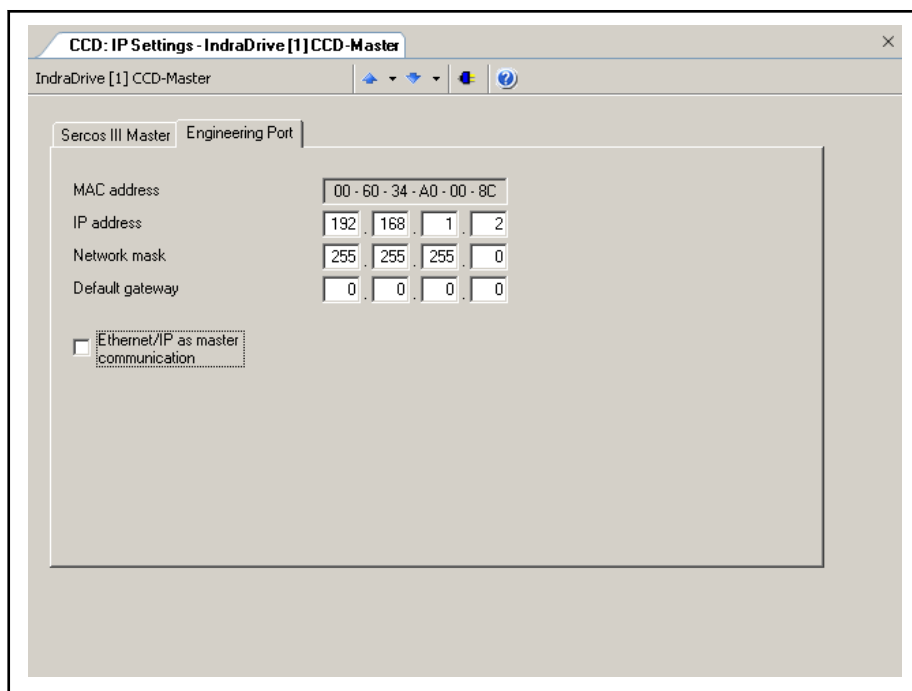 CCD: IP Settings - IndraDrive [1] CCD-Master
IndraDrive [1] CCD-Master
Sercos III Master Engineering Port
MAC address 00 - 60 - 34 - A0 - 00 - 8C
IP address 192 . 168 . 1 . 2
Network mask 255 . 255 . 255 . 0
Default gateway 0 . 0 . 0 . 0
Ethernet/IP as master
communication